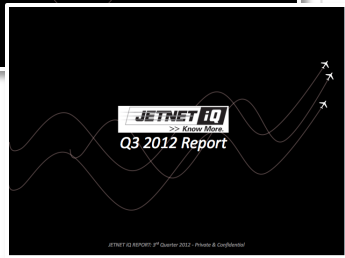 JETNET iQ
>> Know More.
Q3 2012 Report
JETNET iQ REPORT: 3rd Quarter 2012 - Private & Confidential